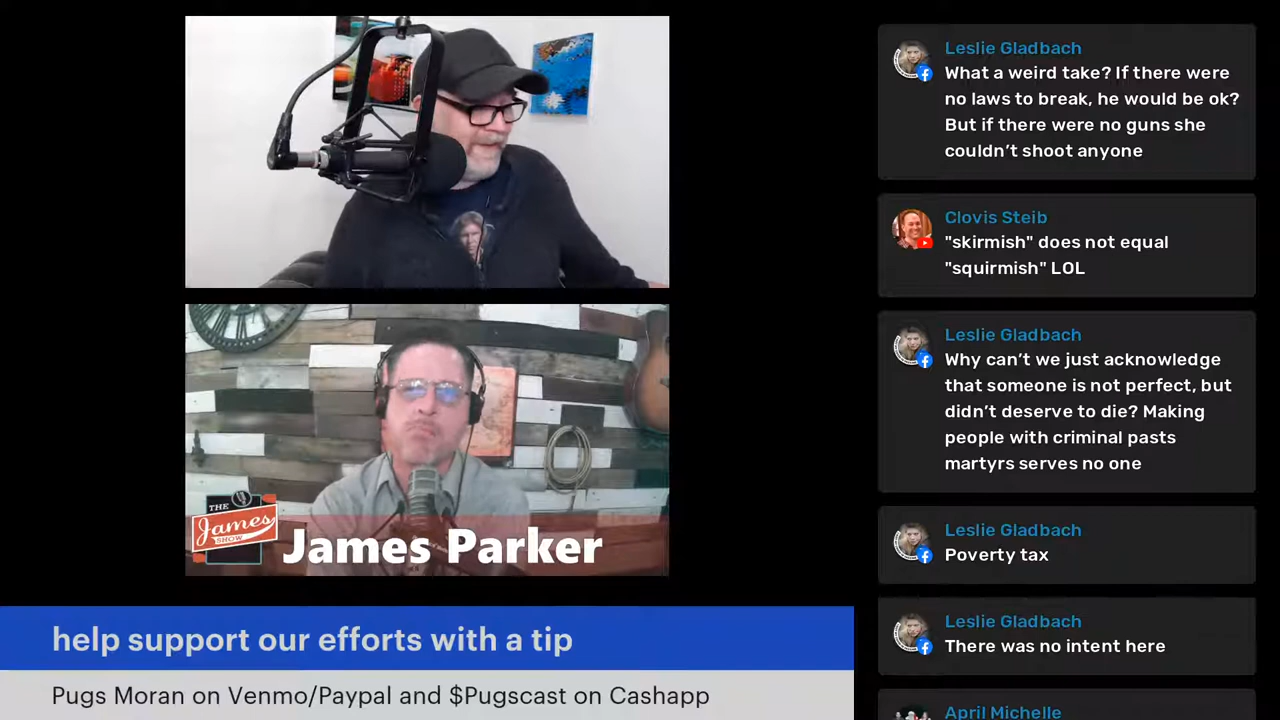 THE
James
SHOW
James Parker
help support our efforts with a tip
Pugs Moran on Venmo/Paypal and $Pugscast on Cashapp
Leslie Gladbach
What a weird take? If there were
no laws to break, he would be ok?
But if there were no guns she
couldn’t shoot anyone
Clovis Steib
"skirmish" does not equal
"squirmish" LOL
Leslie Gladbach
Why can’t we just acknowledge
that someone is not perfect, but
didn’t deserve to die? Making
people with criminal pasts
martyrs serves no one
Leslie Gladbach
Poverty tax
Leslie Gladbach
There was no intent here
April Michelle